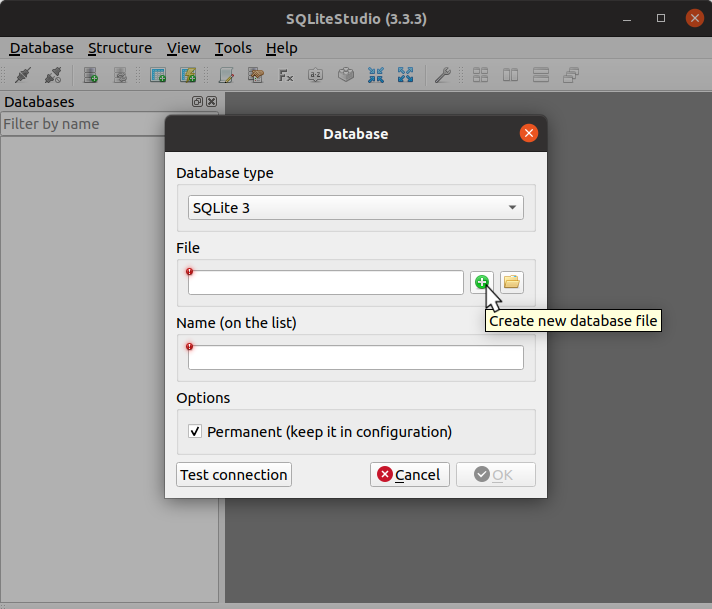 SQLiteStudio (3.3.3)
Database Structure View Tools Help
Databases
Filter by name
Database
Database type
SQLite 3
File
Create new database file
Name (on the list)
Options
Permanent (keep it in configuration)
Test connection Cancel OK